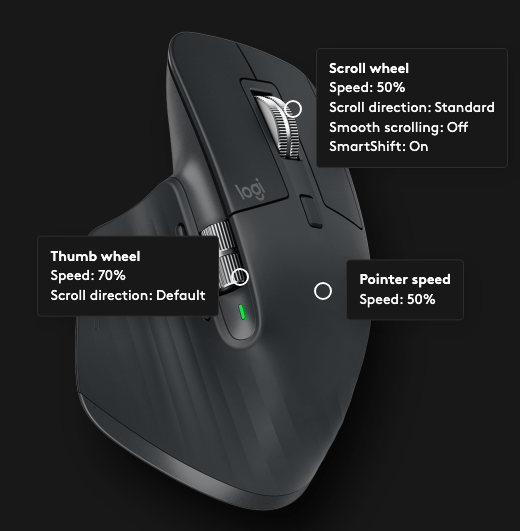 Scroll wheel
Speed: 50%
Scroll direction: Standard
Smooth scrolling: Off
SmartShift: On
logi
Thumb wheel
Speed: 70%
Scroll direction: Default
Pointer speed
Speed: 50%